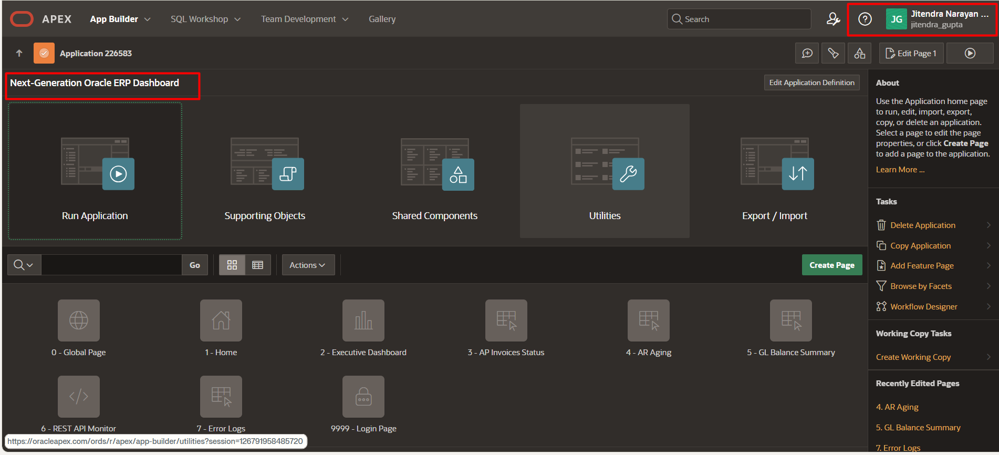 APEX
App Builder
SQL Workshop
Team Development
Gallery
Search
JG
Jitendra Narayan ...
jitendra_gupta
Application 226583
Edit Page 1
Next-Generation Oracle ERP Dashboard
Edit Application Definition
Run Application
Supporting Objects
Shared Components
Utilities
Export / Import
Go
Actions
Create Page
0 - Global Page
1 - Home
2 - Executive Dashboard
3 - AP Invoices Status
4 - AR Aging
5 - GL Balance Summary
6 - REST API Monitor
7 - Error Logs
9999 - Login Page
https://oracleapex.com/ords/r/apex/app-builder/utilities?session=126791958485720
About
Use the Application home page
to run, edit, import, export,
copy, or delete an application.
Select a page to edit the page
properties, or click Create Page
to add a page to the application.
Learn More ...
Tasks
Delete Application
Copy Application
Add Feature Page
Browse by Facets
Workflow Designer
Working Copy Tasks
Create Working Copy
Recently Edited Pages
4. AR Aging
5. GL Balance Summary
7. Error Logs